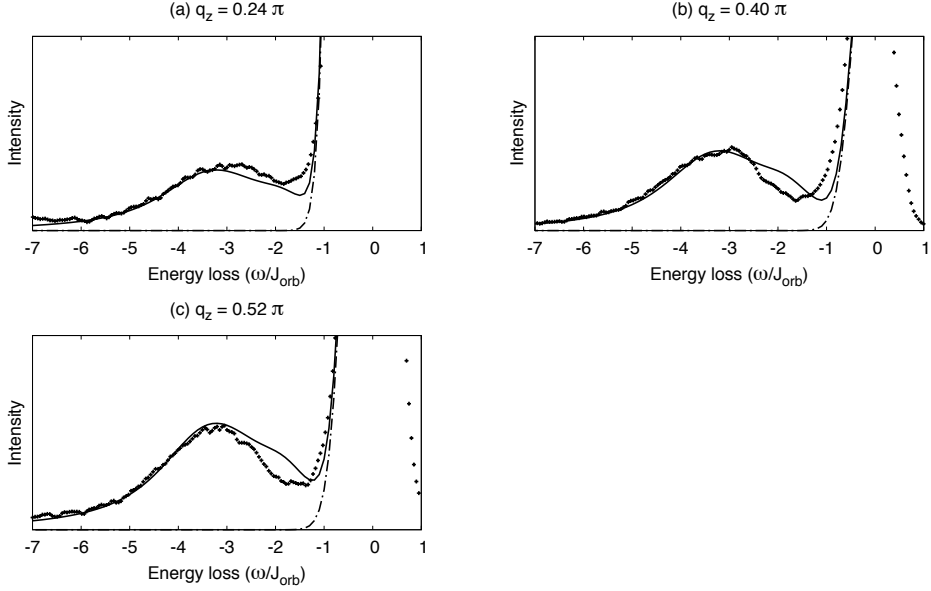 (a) q_z = 0.24 π
Intensity
-7 -6 -5 -4 -3 -2 -1 0 1
Energy loss (ω/J_orb)
(b) q_z = 0.40 π
Intensity
-7 -6 -5 -4 -3 -2 -1 0 1
Energy loss (ω/J_orb)
(c) q_z = 0.52 π
Intensity
-7 -6 -5 -4 -3 -2 -1 0 1
Energy loss (ω/J_orb)